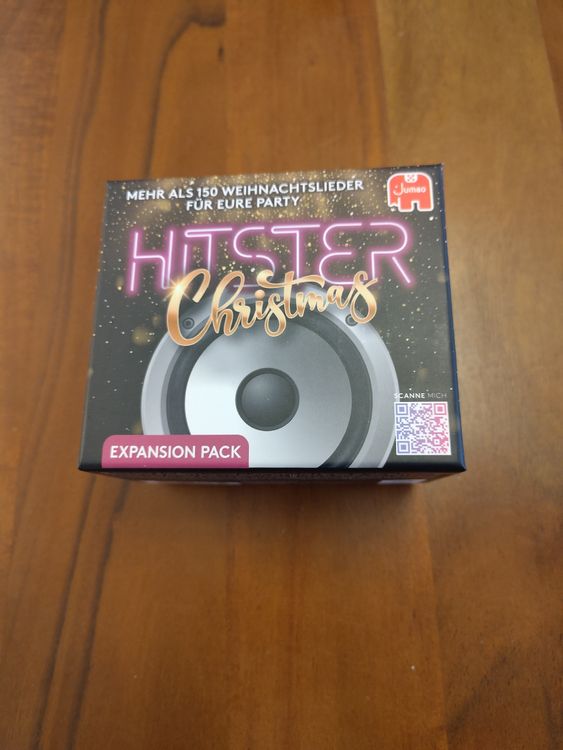 MEHR ALS 150 WEIHNACHTSLIEDER
FÜR EURE PARTY
Jumbo
HITSTER
Christmas
SCANNE MICH
EXPANSION PACK